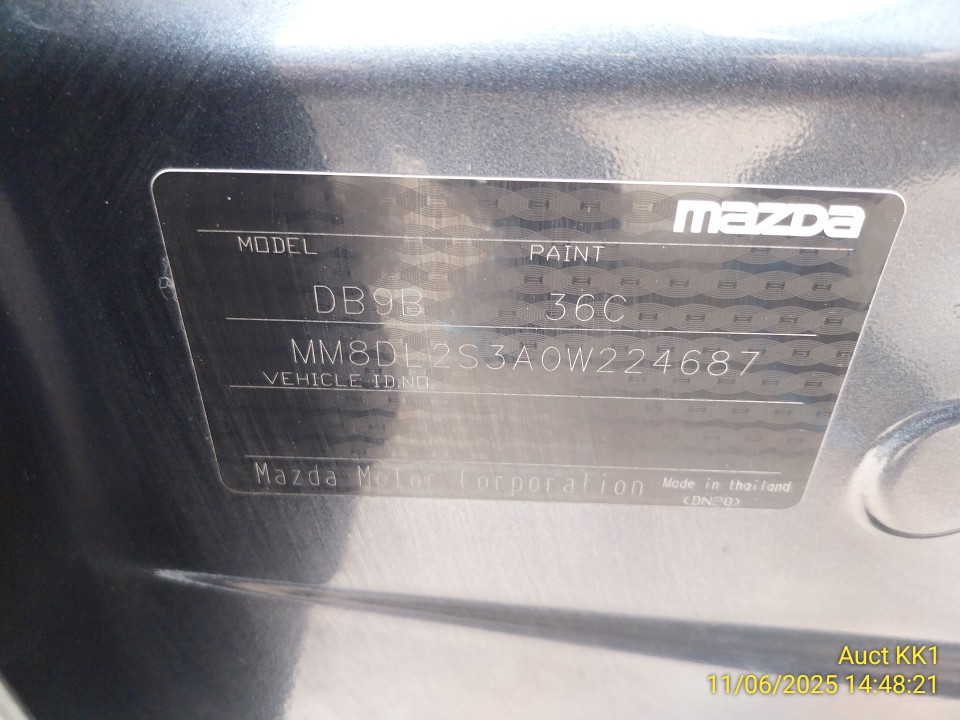 mazda
MODEL PAINT
DB9B 36C
MM8DL2S3A0W224687
VEHICLE ID.NO.
Mazda Motor Corporation Made in Thailand
<DN20>
Auct KK1
11/06/2025 14:48:21